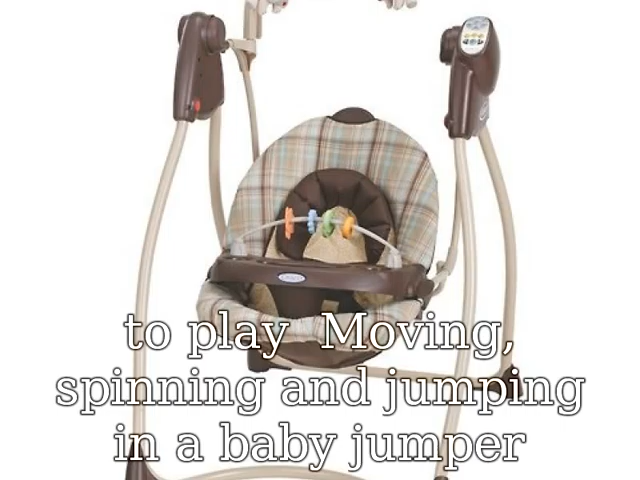 to play  Moving,
spinning and jumping
in a baby jumper